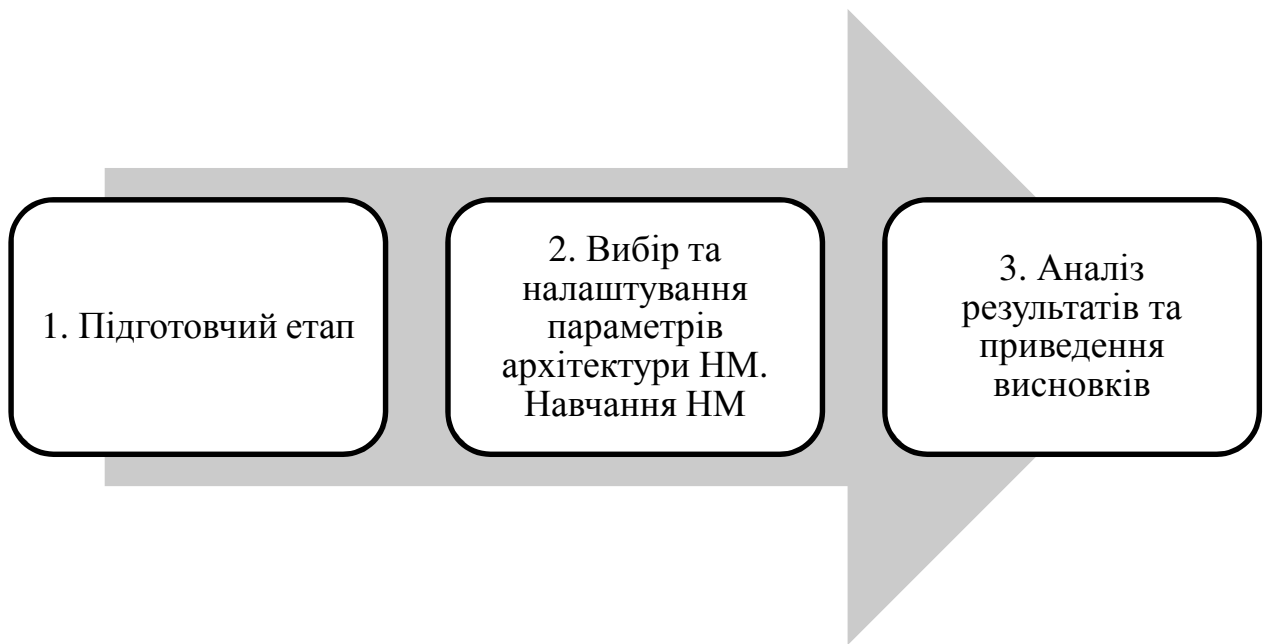 1. Підготовчий етап
2. Вибір та
налаштування
параметрів
архітектури НМ.
Навчання НМ
3. Аналіз
результатів та
приведення
висновків